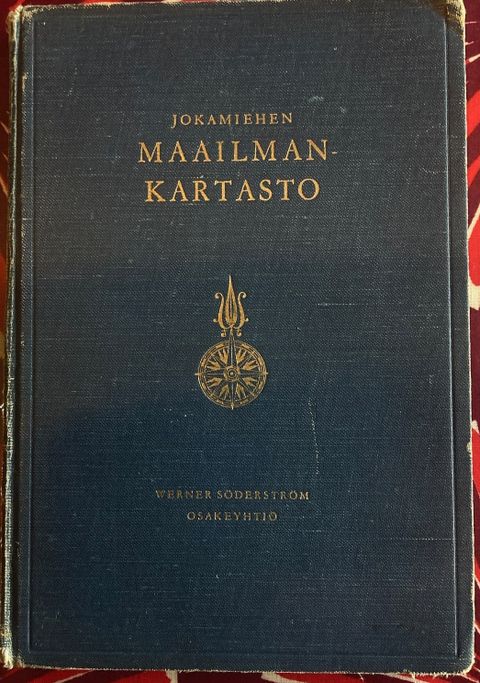 JOKAMIEHEN
MAAILMAN-
KARTASTO
WERNER SÖDERSTRÖM
OSAKEYHTIÖ